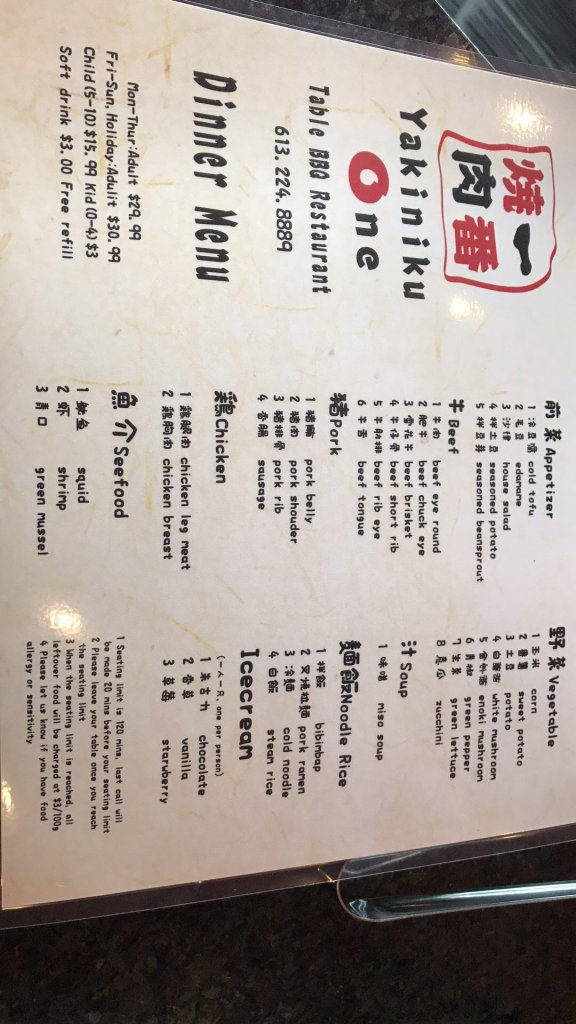 焼肉一番
Yakiniku
One
Table BBQ Restaurant
613.224.8889
Dinner Menu
Mon-Thur:Adult $29.99
Fri-Sun, Holiday:Adulit $30.99
Child (5-10) $15.99 Kid (0-4) $3
Soft drink $3.00 Free refill
前菜 Appetizer
1 冷豆腐 cold tofu
2 毛豆 edamame
3 沙律 house salad
4 拌土豆 seasoned potato
5 拌豆芽 seasoned beansprout
牛 Beef
1 牛肉 beef eye round
2 肥牛 beef chuck eye
3 雪花牛 beef brisket
4 牛仔骨 beef short rib
5 牛肋排 beef rib eye
6 牛舌 beef tongue
猪 Pork
1 猪腩 pork belly
2 猪肉 pork shouder
3 猪排骨 pork rib
4 香腸 sausage
鶏 Chicken
1 鶏腿肉 chicken leg meat
2 鶏胸肉 chicken breast
魚介 Seefood
1 鱿鱼 squid
2 虾 shrimp
3 青口 green mussel
野菜 Vegetable
1 玉米 corn
2 番薯 sweet potato
3 土豆 potato
4 白蘑菇 white mushroom
5 金针菇 enoki mushroom
6 青椒 green pepper
7 生菜 green lettuce
8 意瓜 zucchini
汁 Soup
1 味噌 miso soup
麺飯 Noodle Rice
1 拌飯 bibimbap
2 叉烧拉麺 pork ramen
3 冷麺 cold noodle
4 白飯 steam rice
Icecream
(一人一尺, one per person)
1 朱古力 chocolate
2 香草 vanilla
3 草莓 starwberry
1 Seating limit is 120 mins, last call will
be made 20 mins before your seating limit
2 Please leave your table once you reach
the seating limit
3 When the seating limit is reached, all
leftover food will be charged at $3/100g
4 Please let us know if you have food
allergy or sensitivity